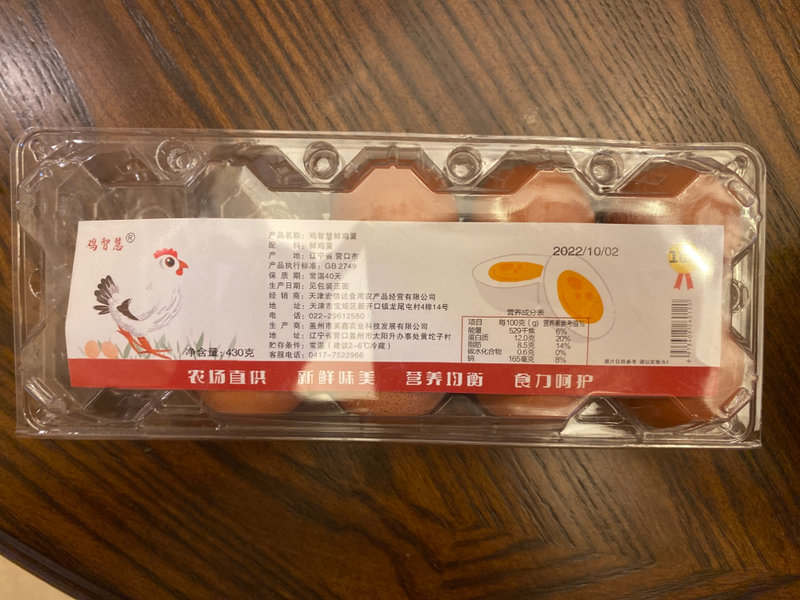 鸡智慧®
产品名称：鸡智慧鲜鸡蛋
配 料：鲜鸡蛋
产 地：辽宁省 营口市
产品执行标准：GB 2749
保 质 期：常温40天
生产日期：见包装正面
经 销 商：天津宏信达食用农产品经营有限公司
地 址：天津市宝坻区新开口镇龙尾屯村4排14号
电 话：022-29612580
生 产 商：盖州市禹鑫农业科技发展有限公司
地 址：辽宁省营口盖州市太阳升办事处黄坨子村
贮存条件：常温（建议2-6℃冷藏）
客服电话：0417-7522966
净含量：430克
2022/10/02
营养成分表
项目 每100克（g） 营养素参考值%
能量 529千焦 6%
蛋白质 12.0克 20%
脂肪 8.5克 14%
碳水化合物 0.6克 0%
钠 165毫克 8%
图片仅供参考，请以实物为准
农场直供 新鲜味美 营养均衡 食力呵护